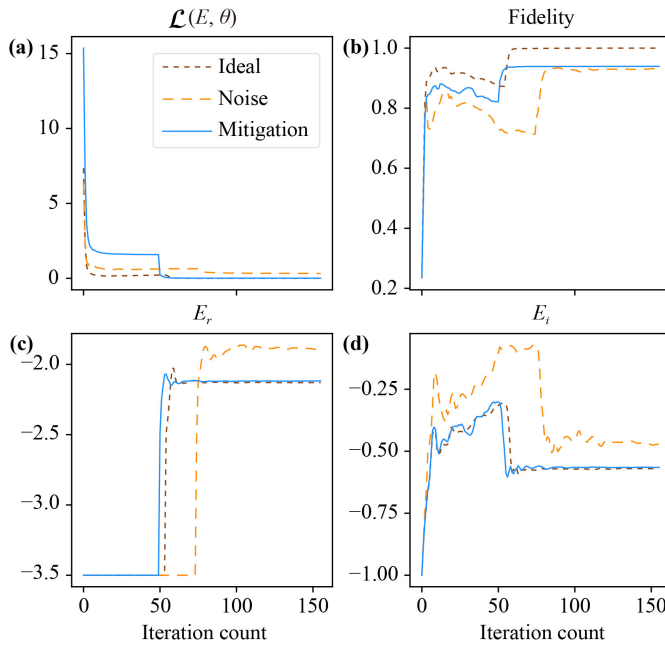 𝓛(E, θ)
Fidelity
(a)
Ideal
Noise
Mitigation
15
10
5
0
(b)
1.0
0.8
0.6
0.4
0.2
E_r
E_i
(c)
−2.0
−2.5
−3.0
−3.5
0
50
100
150
Iteration count
(d)
−0.25
−0.50
−0.75
−1.00
0
50
100
150
Iteration count